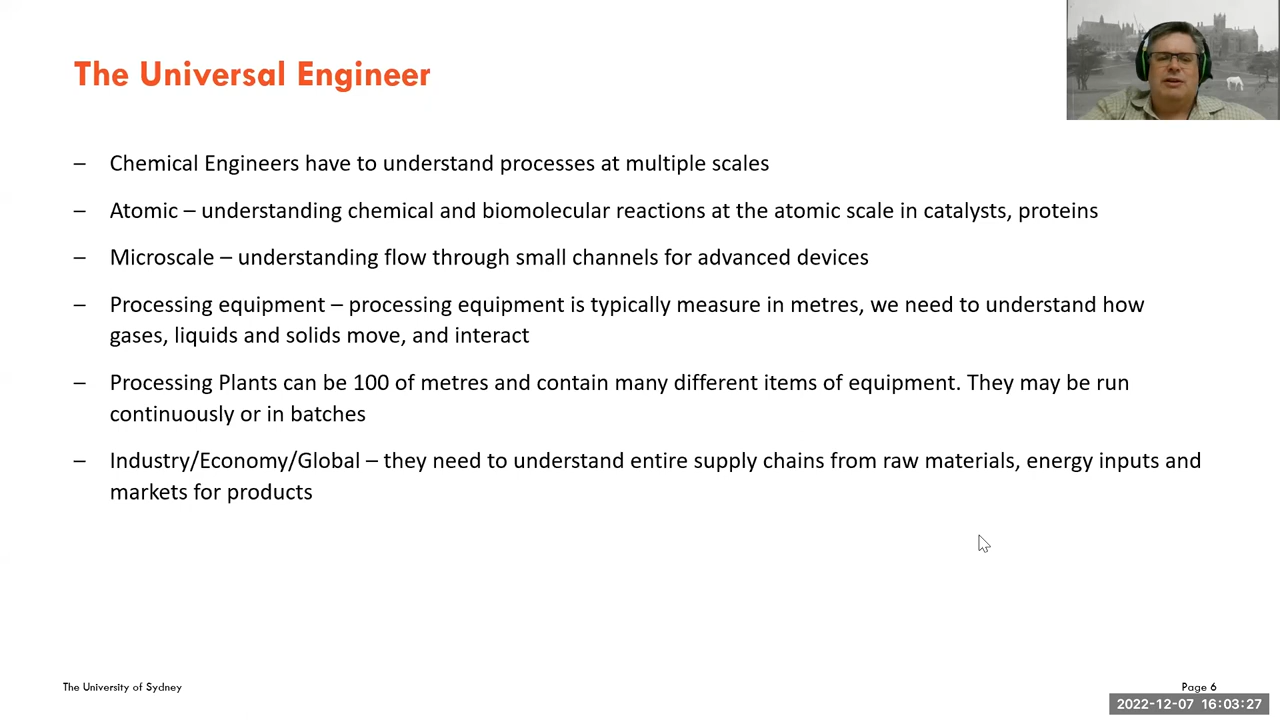 The Universal Engineer
– Chemical Engineers have to understand processes at multiple scales
– Atomic – understanding chemical and biomolecular reactions at the atomic scale in catalysts, proteins
– Microscale – understanding flow through small channels for advanced devices
– Processing equipment – processing equipment is typically measure in metres, we need to understand how
gases, liquids and solids move, and interact
– Processing Plants can be 100 of metres and contain many different items of equipment. They may be run
continuously or in batches
– Industry/Economy/Global – they need to understand entire supply chains from raw materials, energy inputs and
markets for products
The University of Sydney
Page 6
2022-12-07 16:03:27